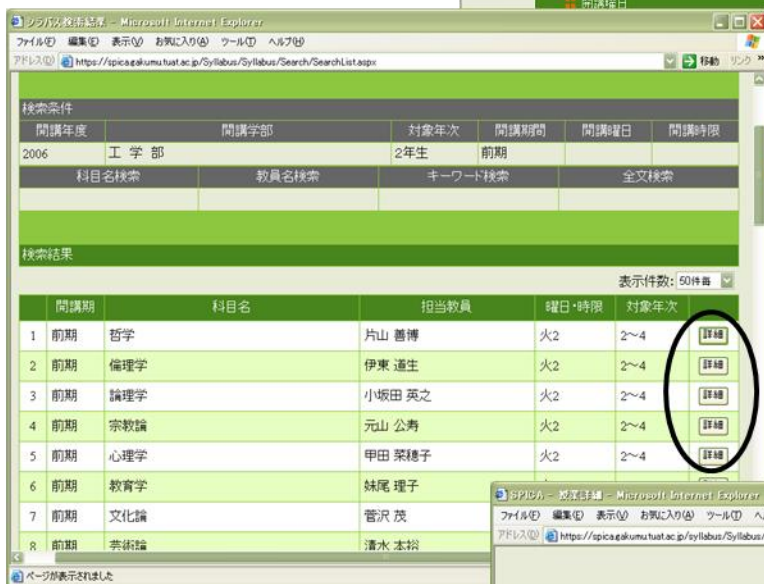 開講曜日
シラバス検索結果 - Microsoft Internet Explorer
ファイル(F) 編集(E) 表示(V) お気に入り(A) ツール(T) ヘルプ(H)
アドレス(D) https://spica.gakumu.tuat.ac.jp/Syllabus/Syllabus/Search/SearchList.aspx 移動 リンク »
検索条件
開講年度 開講学部 対象年次 開講期間 開講曜日 開講時限
2006 工 学 部 2年生 前期
科目名検索 教員名検索 キーワード検索 全文検索
検索結果
表示件数: 50件毎
開講期 科目名 担当教員 曜日・時限 対象年次
1 前期 哲学 片山 善博 火2 2～4 詳細
2 前期 倫理学 伊東 道生 火2 2～4 詳細
3 前期 論理学 小坂田 英之 火2 2～4 詳細
4 前期 宗教論 元山 公寿 火2 2～4 詳細
5 前期 心理学 甲田 菜穂子 火2 2～4 詳細
6 前期 教育学 妹尾 理子
7 前期 文化論 菅沢 茂
8 前期 芸術論 清水 本裕
ページが表示されました
SPICA - 授業詳細 - Microsoft Internet Explorer
ファイル(F) 編集(E) 表示(V) お気に入り(A) ツール(T)
アドレス(D) https://spica.gakumu.tuat.ac.jp/syllabus/Syllabus/